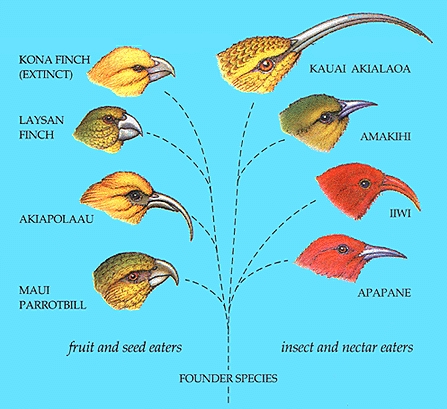 KONA FINCH
(EXTINCT)
LAYSAN
FINCH
AKIAPOLAAU
MAUI
PARROTBILL
KAUAI AKIALAOA
AMAKIHI
IIWI
APAPANE
fruit and seed eaters
insect and nectar eaters
FOUNDER SPECIES